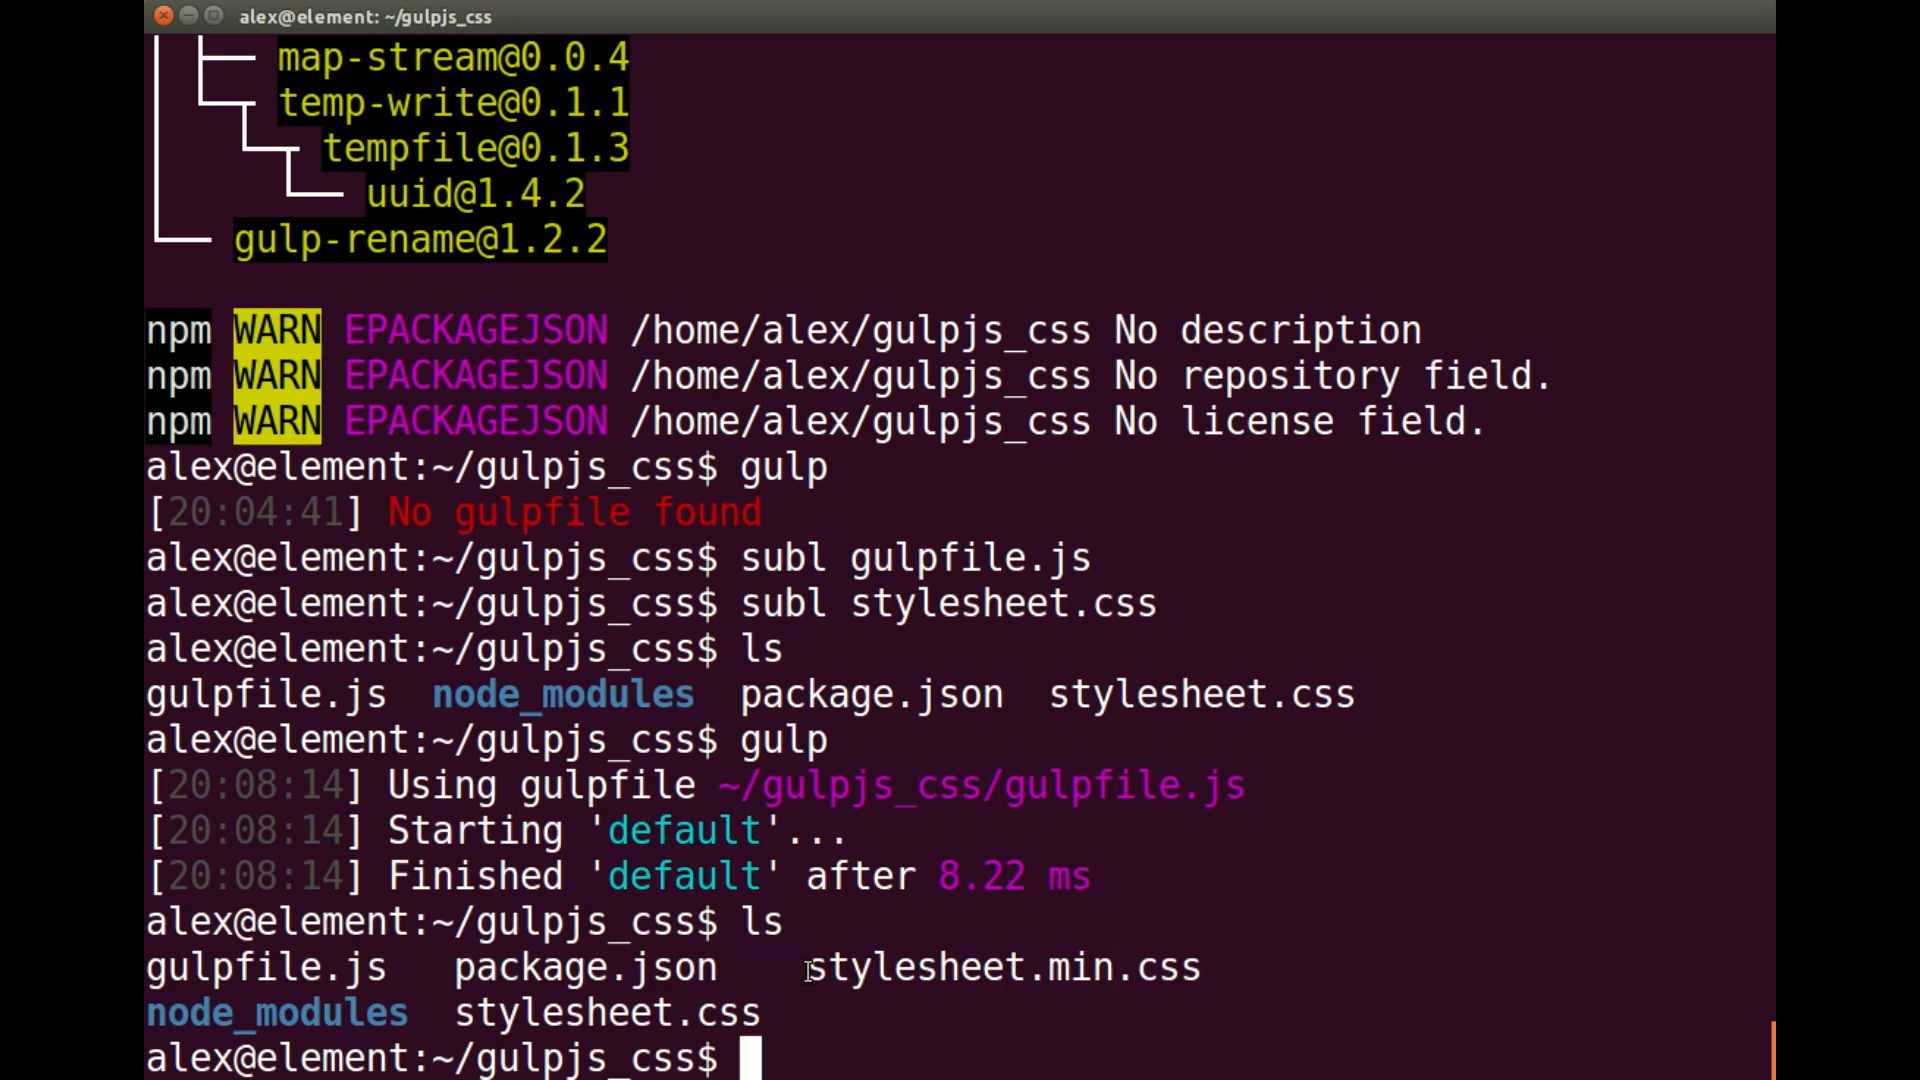 alex@element: ~/gulpjs_css
map-stream@0.0.4
temp-write@0.1.1
tempfile@0.1.3
uuid@1.4.2
gulp-rename@1.2.2
npm WARN EPACKAGEJSON /home/alex/gulpjs_css No description
npm WARN EPACKAGEJSON /home/alex/gulpjs_css No repository field.
npm WARN EPACKAGEJSON /home/alex/gulpjs_css No license field.
alex@element:~/gulpjs_css$ gulp
[20:04:41] No gulpfile found
alex@element:~/gulpjs_css$ subl gulpfile.js
alex@element:~/gulpjs_css$ subl stylesheet.css
alex@element:~/gulpjs_css$ ls
gulpfile.js  node_modules  package.json  stylesheet.css
alex@element:~/gulpjs_css$ gulp
[20:08:14] Using gulpfile ~/gulpjs_css/gulpfile.js
[20:08:14] Starting 'default'...
[20:08:14] Finished 'default' after 8.22 ms
alex@element:~/gulpjs_css$ ls
gulpfile.js   package.json    stylesheet.min.css
node_modules  stylesheet.css
alex@element:~/gulpjs_css$